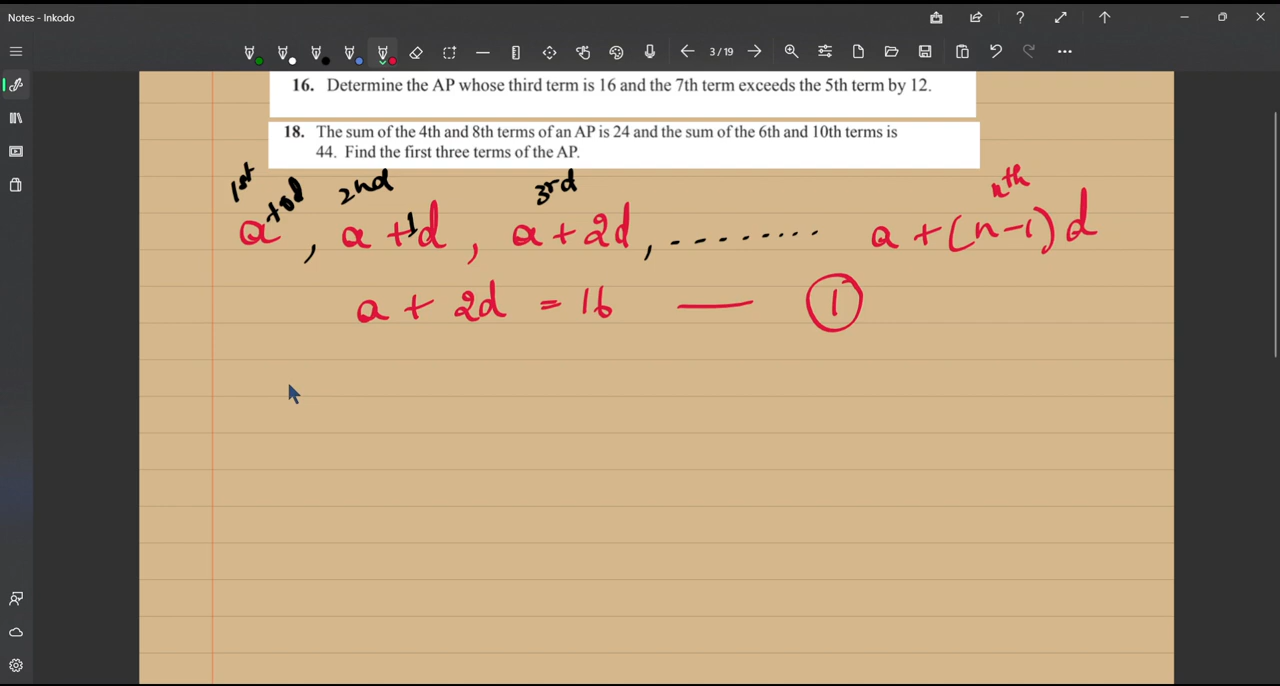 Notes - Inkodo
3/19
16. Determine the AP whose third term is 16 and the 7th term exceeds the 5th term by 12.
18. The sum of the 4th and 8th terms of an AP is 24 and the sum of the 6th and 10th terms is
44. Find the first three terms of the AP.
1st 2nd 3rd nth
a+0d, a+1d, a+2d, ........ a+(n-1)d
a + 2d = 16 — 1